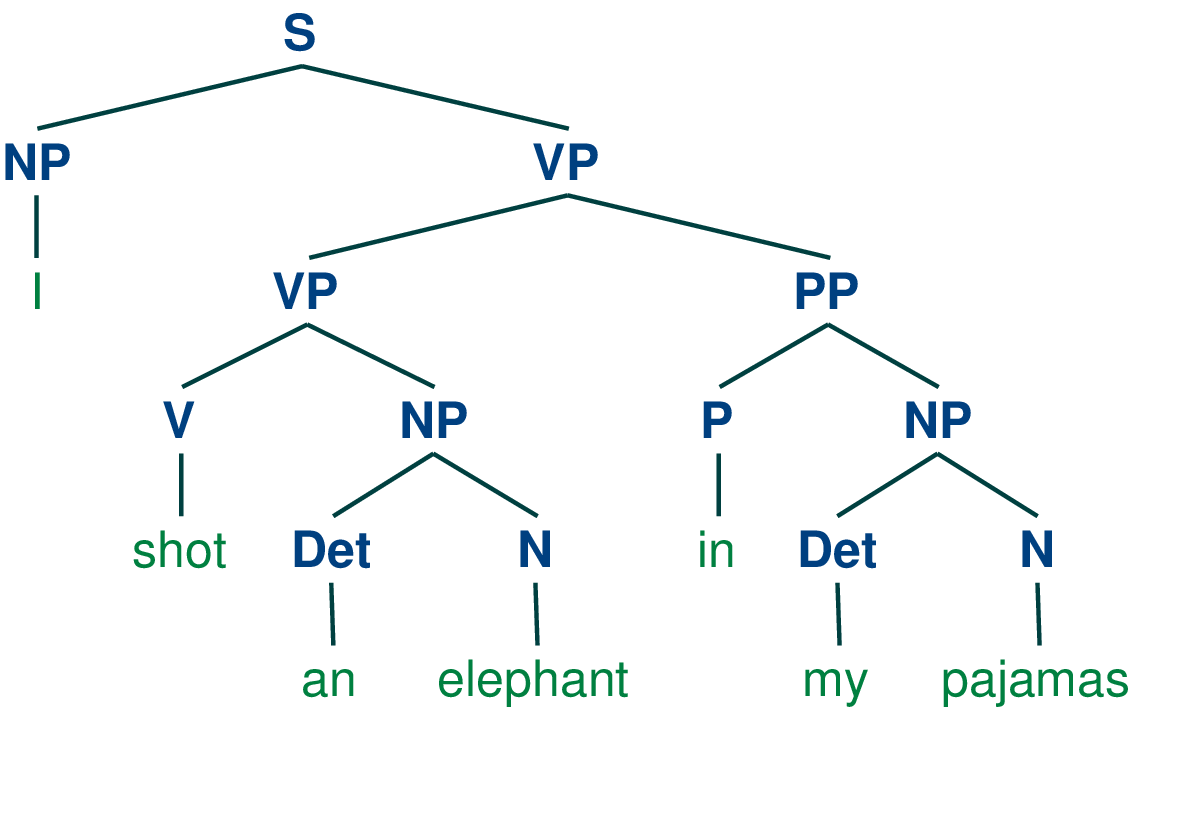 S
NP VP
I VP PP
V NP P NP
shot Det N in Det N
an elephant my pajamas